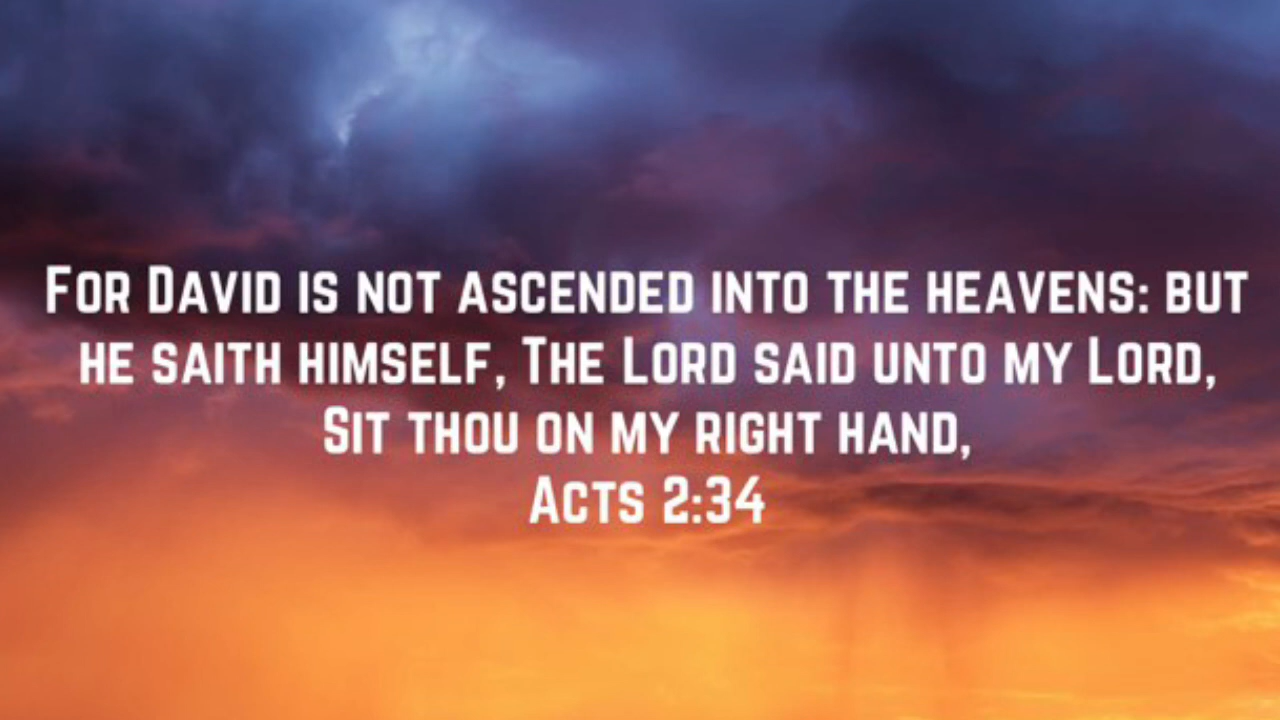 For David is not ascended into the heavens: but
he saith himself, The Lord said unto my Lord,
Sit thou on my right hand,
Acts 2:34